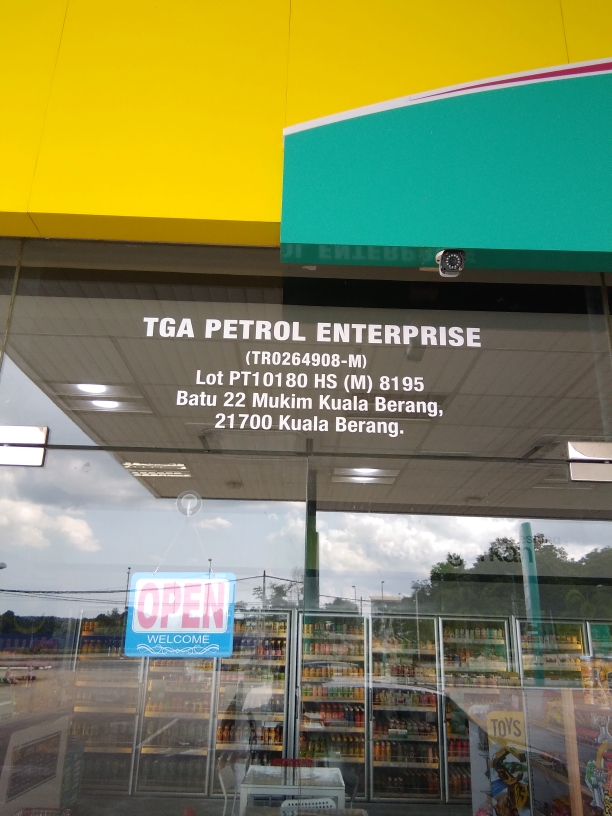 TGA PETROL ENTERPRISE
(TR0264908-M)
Lot PT10180 HS (M) 8195
Batu 22 Mukim Kuala Berang,
21700 Kuala Berang.
OPEN
WELCOME
TOYS